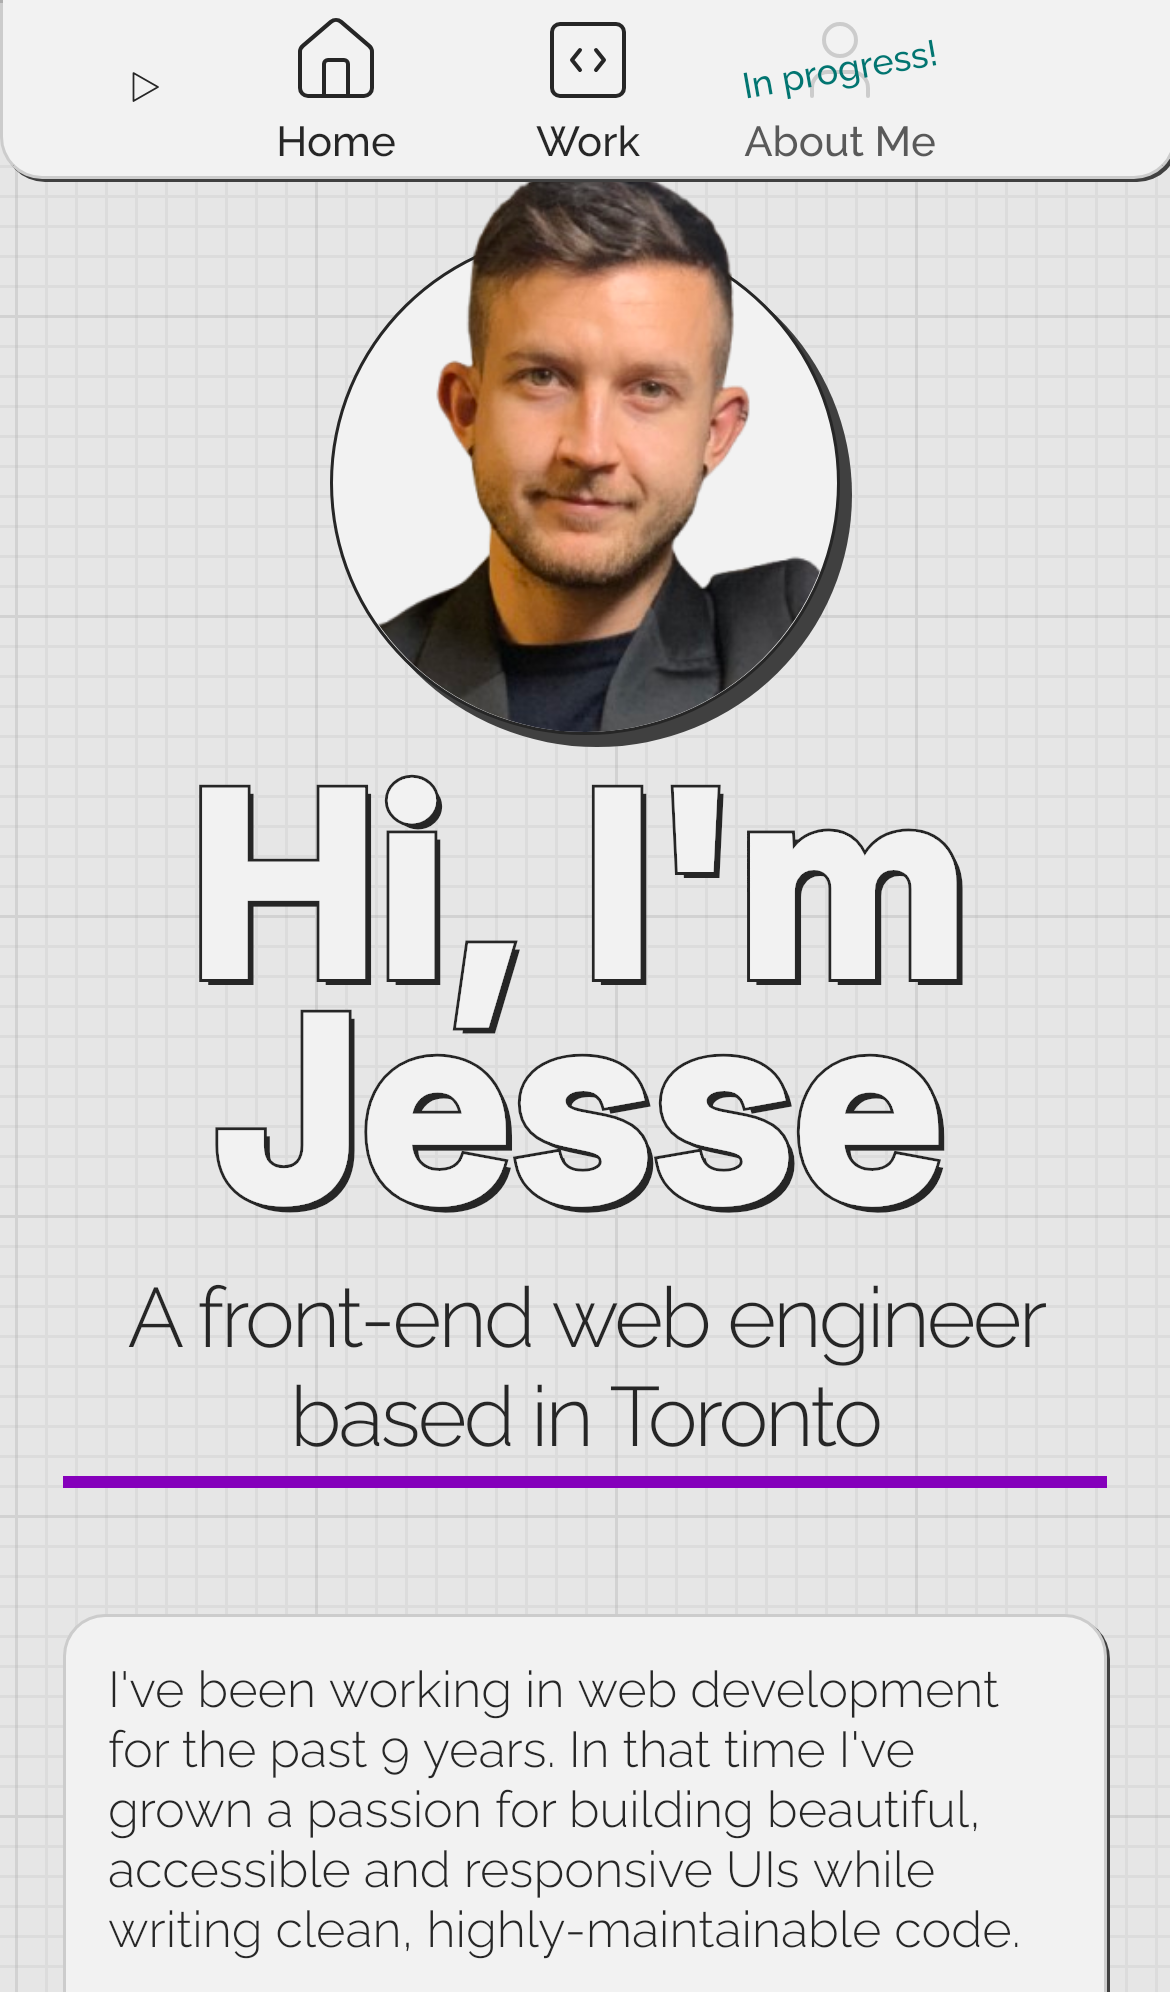 In progress!
Home
Work
About Me
Hi, I'm
Jesse
A front-end web engineer
based in Toronto
I've been working in web development
for the past 9 years. In that time I've
grown a passion for building beautiful,
accessible and responsive UIs while
writing clean, highly-maintainable code.